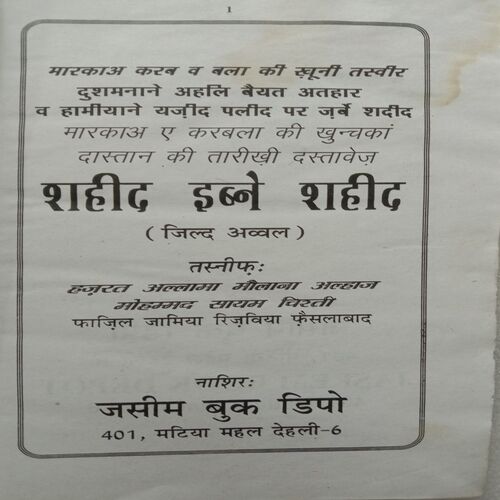 1
मारकाअ करब व बला की ख़ूनी तस्वीर
दुशमनाने अहलि बैयत अतहार
व हामीयाने यज़ीद पलीद पर ज़र्बे शदीद
मारकाअ ए करबला की खुन्चकां
दास्तान की तारीख़ी दस्तावेज़
शहीद इब्ने शहीद
( जिल्द अव्वल )
तस्नीफ़ः
हज़रत अल्लामा मौलाना अल्हाज
मोहम्मद सायम चिश्ती
फाज़िल जामिया रिज़विया फ़ैसलाबाद
नाशिरः
जसीम बुक डिपो
401, मटिया महल देहली-6